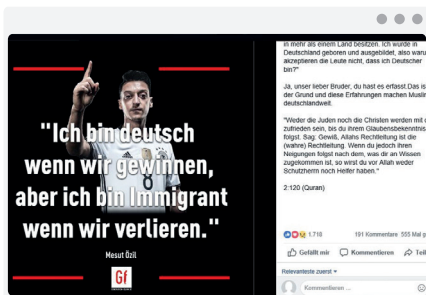 "Ich bin deutsch
wenn wir gewinnen,
aber ich bin Immigrant
wenn wir verlieren."
Mesut Özil
Gf
in mehr als einem Land besitzen. Ich wurde in
Deutschland geboren und ausgebildet, also waru
akzeptieren die Leute nicht, dass ich Deutscher
bin?"
Ja, unser lieber Bruder, du hast es erfasst.Das is
der Grund und diese Erfahrungen machen Muslin
deutschlandweit.
"Weder die Juden noch die Christen werden mit d
zufrieden sein, bis du ihrem Glaubensbekenntnis
folgst. Sag: Gewiß, Allahs Rechtleitung ist die
(wahre) Rechtleitung. Wenn du jedoch ihren
Neigungen folgst nach dem, was dir an Wissen
zugekommen ist, so wirst du vor Allah weder
Schutzherrn noch Helfer haben."
2:120 (Quran)
1.718 191 Kommentare 555 Mal g
Gefällt mir Kommentieren Teil
Relevanteste zuerst
Kommentieren ...